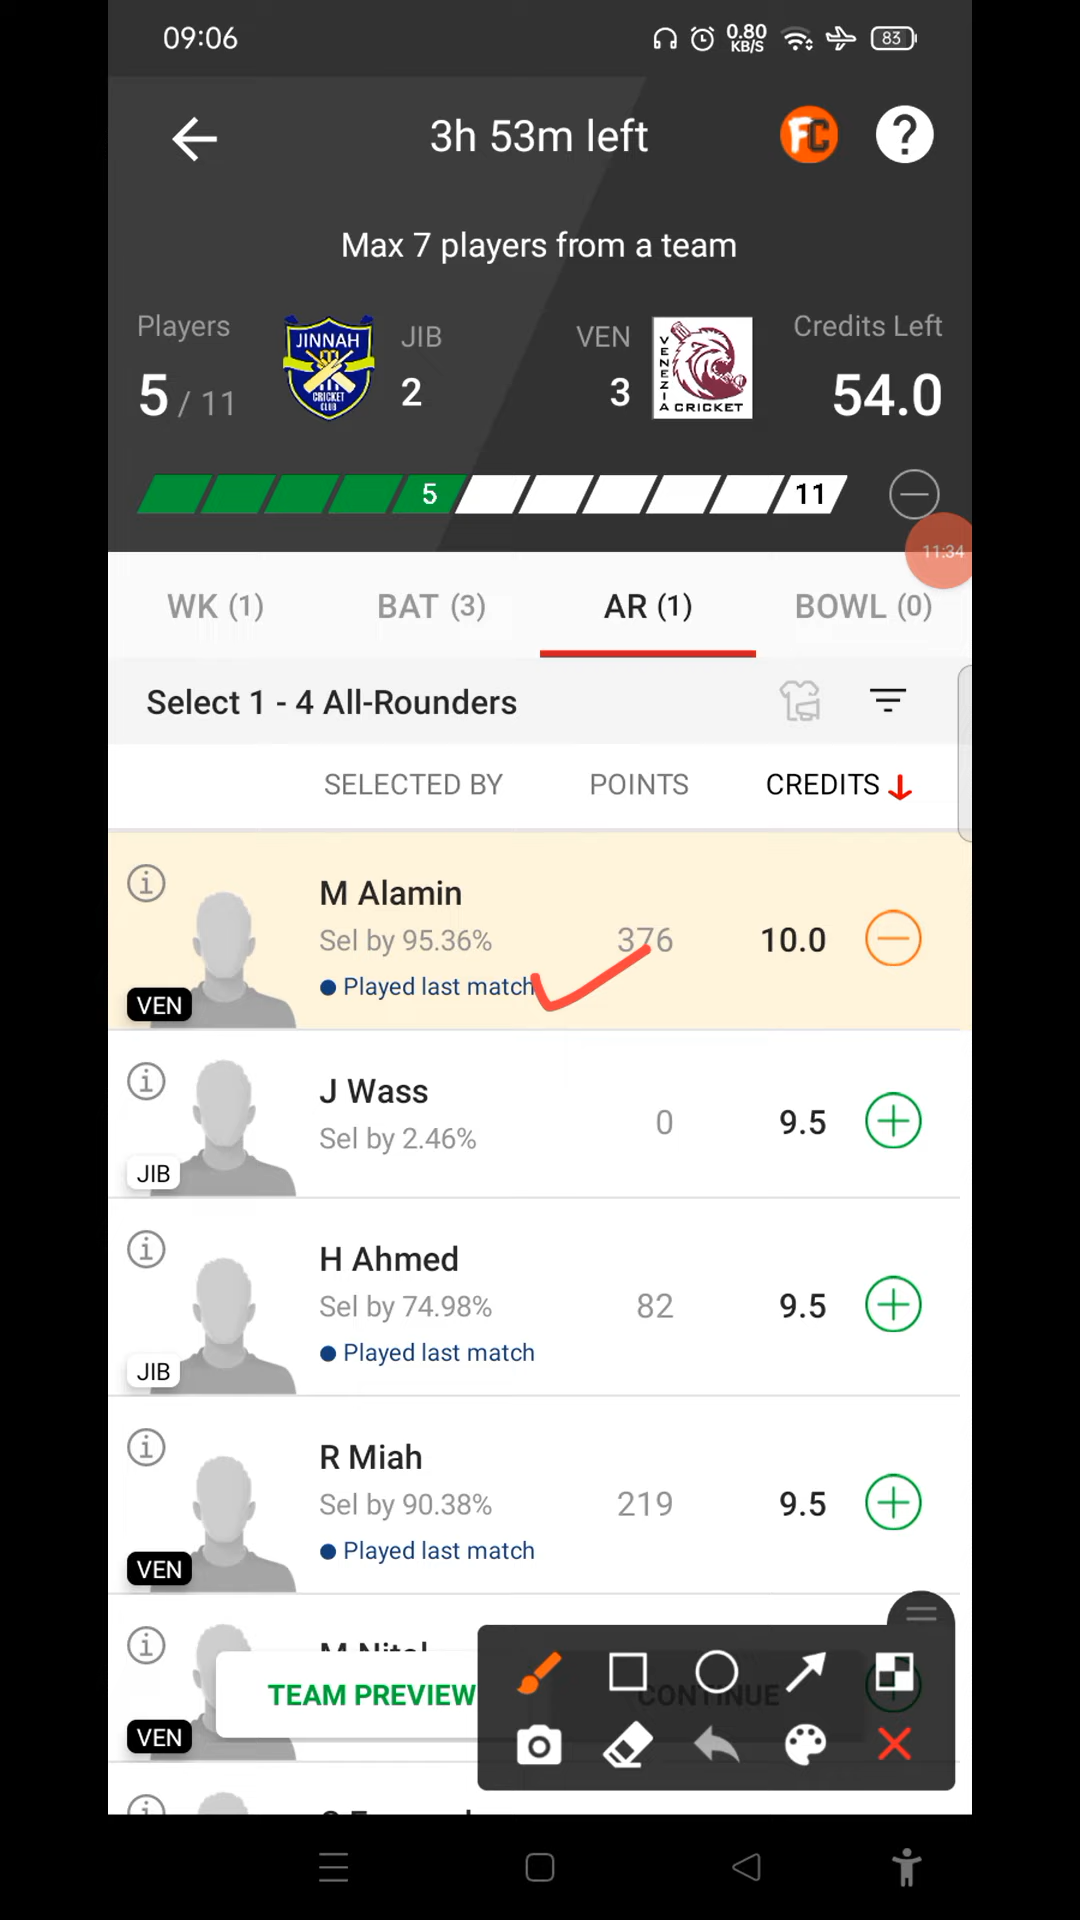 09:06
0.80
KB/S
83
3h 53m left
FC
?
Max 7 players from a team
Players
JIB
VEN
Credits Left
5 / 11
JINNAH
CRICKET
CLUB
2
3
VENEZIA CRICKET
54.0
5
11
11:34
WK (1)
BAT (3)
AR (1)
BOWL (0)
Select 1 - 4 All-Rounders
SELECTED BY
POINTS
CREDITS
M Alamin
Sel by 95.36%
376
10.0
Played last match
VEN
J Wass
Sel by 2.46%
0
9.5
JIB
H Ahmed
Sel by 74.98%
82
9.5
Played last match
JIB
R Miah
Sel by 90.38%
219
9.5
Played last match
VEN
TEAM PREVIEW
CONTINUE
VEN